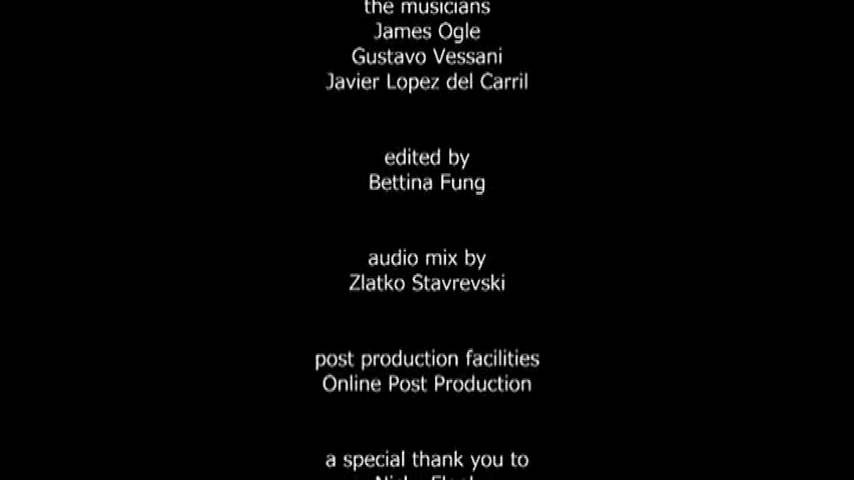 the musicians
James Ogle
Gustavo Vessani
Javier Lopez del Carril
edited by
Bettina Fung
audio mix by
Zlatko Stavrevski
post production facilities
Online Post Production
a special thank you to